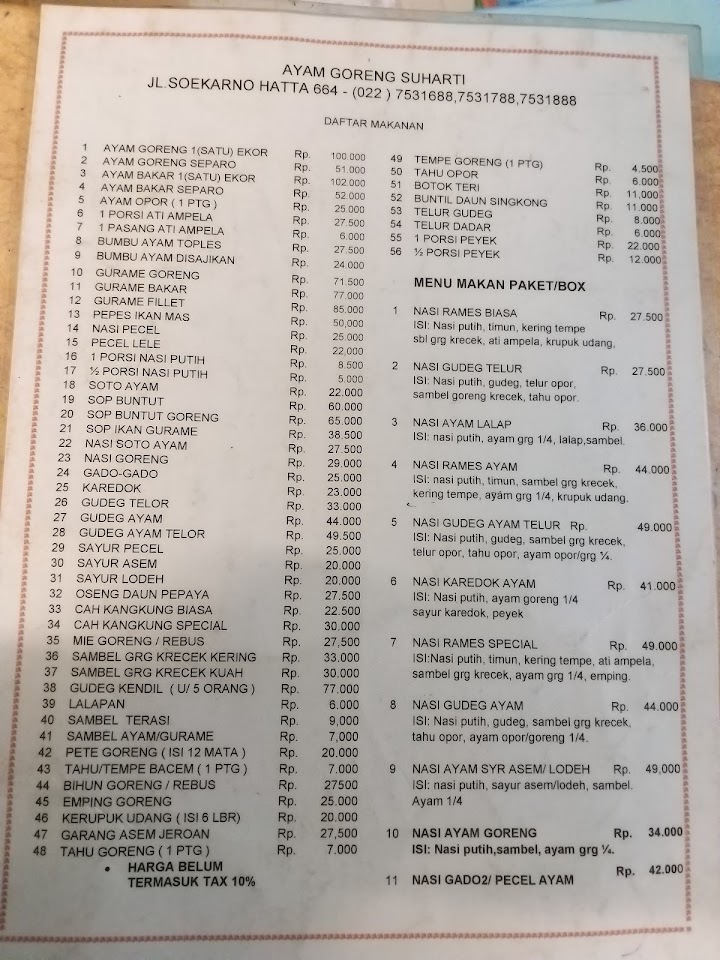 AYAM GORENG SUHARTI
JL.SOEKARNO HATTA 664 - (022 ) 7531688,7531788,7531888
DAFTAR MAKANAN
1 AYAM GORENG 1(SATU) EKOR Rp. 100.000
2 AYAM GORENG SEPARO Rp. 51.000
3 AYAM BAKAR 1(SATU) EKOR Rp. 102.000
4 AYAM BAKAR SEPARO Rp. 52.000
5 AYAM OPOR ( 1 PTG ) Rp. 25.000
6 1 PORSI ATI AMPELA Rp. 27.500
7 1 PASANG ATI AMPELA Rp. 6.000
8 BUMBU AYAM TOPLES Rp. 27.500
9 BUMBU AYAM DISAJIKAN Rp. 24.000
10 GURAME GORENG Rp. 71.500
11 GURAME BAKAR Rp. 77.000
12 GURAME FILLET Rp. 85,000
13 PEPES IKAN MAS Rp. 50,000
14 NASI PECEL Rp. 25.000
15 PECEL LELE Rp. 22,000
16 1 PORSI NASI PUTIH Rp. 8.500
17 ½ PORSI NASI PUTIH Rp. 5.000
18 SOTO AYAM Rp. 22.000
19 SOP BUNTUT Rp. 60.000
20 SOP BUNTUT GORENG Rp. 65.000
21 SOP IKAN GURAME Rp. 38.500
22 NASI SOTO AYAM Rp. 27.500
23 NASI GORENG Rp. 29.000
24 GADO-GADO Rp. 25.000
25 KAREDOK Rp. 23.000
26 GUDEG TELOR Rp. 33.000
27 GUDEG AYAM Rp. 44.000
28 GUDEG AYAM TELOR Rp. 49.500
29 SAYUR PECEL Rp. 25.000
30 SAYUR ASEM Rp. 20.000
31 SAYUR LODEH Rp. 20.000
32 OSENG DAUN PEPAYA Rp. 27.500
33 CAH KANGKUNG BIASA Rp. 22.500
34 CAH KANGKUNG SPECIAL Rp. 30.000
35 MIE GORENG / REBUS Rp. 27,500
36 SAMBEL GRG KRECEK KERING Rp. 33.000
37 SAMBEL GRG KRECEK KUAH Rp. 30.000
38 GUDEG KENDIL ( U/ 5 ORANG ) Rp. 77.000
39 LALAPAN Rp. 6.000
40 SAMBEL TERASI Rp. 9,000
41 SAMBEL AYAM/GURAME Rp. 7,000
42 PETE GORENG ( ISI 12 MATA ) Rp. 20.000
43 TAHU/TEMPE BACEM ( 1 PTG ) Rp. 7.000
44 BIHUN GORENG / REBUS Rp. 27500
45 EMPING GORENG Rp. 25.000
46 KERUPUK UDANG ( ISI 6 LBR) Rp. 20.000
47 GARANG ASEM JEROAN Rp. 27,500
48 TAHU GORENG ( 1 PTG ) Rp. 7.000
• HARGA BELUM
TERMASUK TAX 10%
49 TEMPE GORENG (1 PTG) Rp. 4.500
50 TAHU OPOR Rp. 6.000
51 BOTOK TERI Rp. 11,000
52 BUNTIL DAUN SINGKONG Rp. 11.000
53 TELUR GUDEG Rp. 8.000
54 TELUR DADAR Rp. 6.000
55 1 PORSI PEYEK Rp. 22.000
56 ½ PORSI PEYEK Rp. 12.000
MENU MAKAN PAKET/BOX
1 NASI RAMES BIASA Rp. 27.500
ISI: Nasi putih, timun, kering tempe
sbl grg krecek, ati ampela, krupuk udang,
2 NASI GUDEG TELUR Rp. 27.500
ISI: Nasi putih, gudeg, telur opor,
sambel goreng krecek, tahu opor.
3 NASI AYAM LALAP Rp. 36.000
ISI: nasi putih, ayam grg 1/4, lalap,sambel.
4 NASI RAMES AYAM Rp. 44.000
ISI: nasi putih, timun, sambel grg krecek,
kering tempe, ayam grg 1/4, krupuk udang.
5 NASI GUDEG AYAM TELUR Rp. 49.000
ISI: Nasi putih, gudeg, sambel grg krecek,
telur opor, tahu opor, ayam opor/grg ¼.
6 NASI KAREDOK AYAM Rp. 41.000
ISI: Nasi putih, ayam goreng 1/4
sayur karedok, peyek
7 NASI RAMES SPECIAL Rp. 49.000
ISI:Nasi putih, timun, kering tempe, ati ampela,
sambel grg krecek, ayam grg 1/4, emping.
8 NASI GUDEG AYAM Rp. 44.000
ISI: Nasi putih, gudeg, sambel grg krecek,
tahu opor, ayam opor/goreng 1/4.
9 NASI AYAM SYR ASEM/ LODEH Rp. 49,000
ISI: nasi putih, sayur asem/lodeh, sambel.
Ayam 1/4
10 NASI AYAM GORENG Rp. 34.000
ISI: Nasi putih,sambel, ayam grg ¼.
11 NASI GADO2/ PECEL AYAM Rp. 42.000